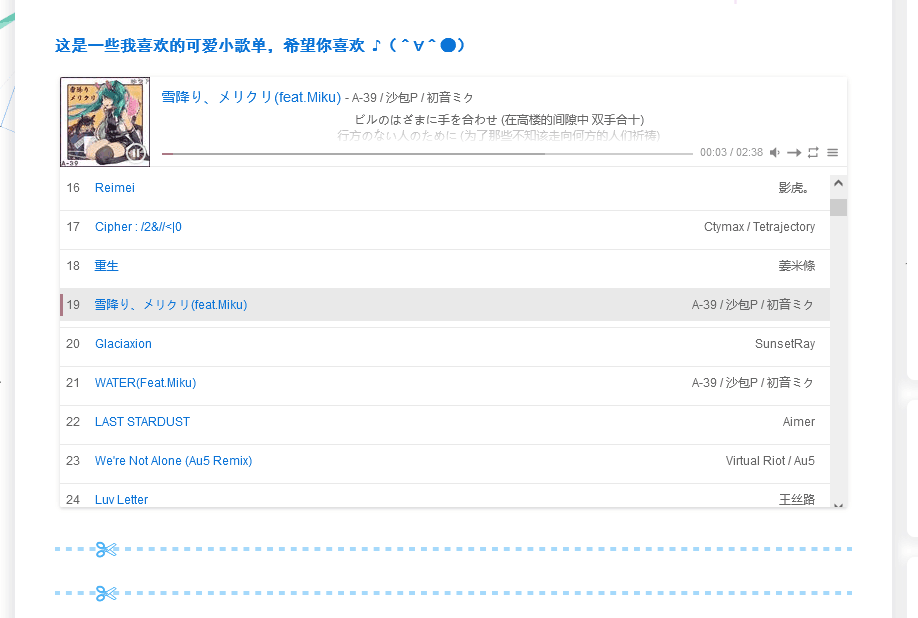 这是一些我喜欢的可爱小歌单，希望你喜欢 ♪（＾∀＾●）
雪降り、メリクリ(feat.Miku) - A-39 / 沙包P / 初音ミク
ビルのはざまに手を合わせ (在高楼的间隙中 双手合十)
行方のない人のために (为了那些不知该走向何方的人们祈祷)
00:03 / 02:38
雪降り
メリクリ
A-39
16 Reimei 影虎。
17 Cipher : /2&//<|0 Ctymax / Tetrajectory
18 重生 姜米條
19 雪降り、メリクリ(feat.Miku) A-39 / 沙包P / 初音ミク
20 Glaciaxion SunsetRay
21 WATER(Feat.Miku) A-39 / 沙包P / 初音ミク
22 LAST STARDUST Aimer
23 We're Not Alone (Au5 Remix) Virtual Riot / Au5
24 Luv Letter 王丝路